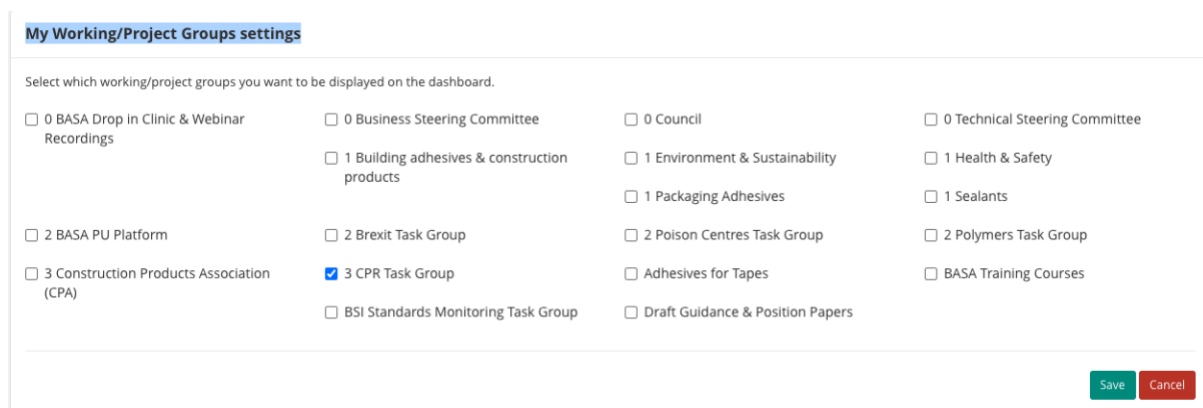 My Working/Project Groups settings
Select which working/project groups you want to be displayed on the dashboard.
0 BASA Drop in Clinic & Webinar
Recordings
0 Business Steering Committee
0 Council
0 Technical Steering Committee
1 Building adhesives & construction
products
1 Environment & Sustainability
1 Health & Safety
1 Packaging Adhesives
1 Sealants
2 BASA PU Platform
2 Brexit Task Group
2 Poison Centres Task Group
2 Polymers Task Group
3 Construction Products Association
(CPA)
3 CPR Task Group
Adhesives for Tapes
BASA Training Courses
BSI Standards Monitoring Task Group
Draft Guidance & Position Papers
Save
Cancel